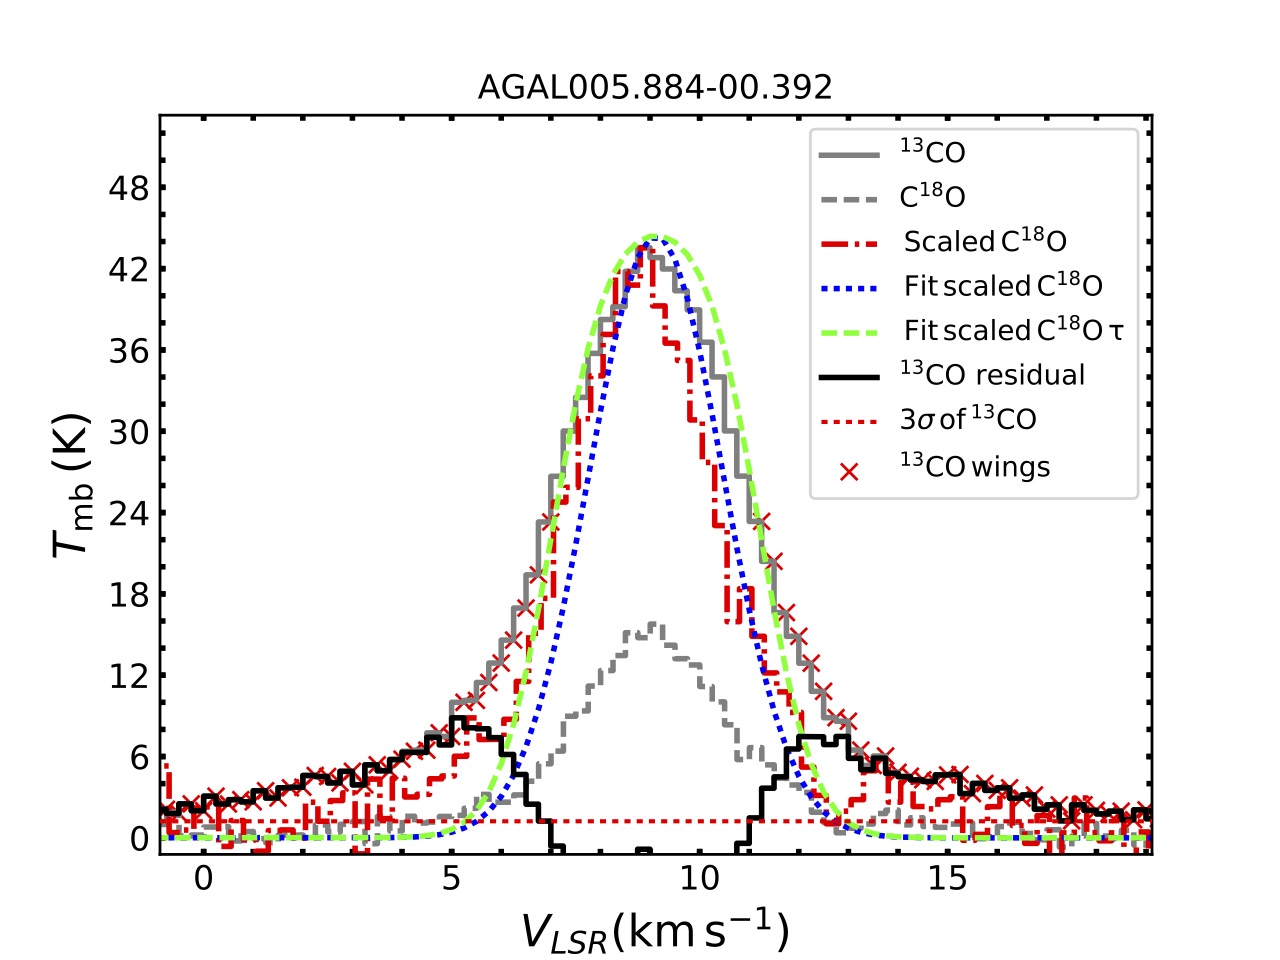 AGAL005.884-00.392
¹³CO
C¹⁸O
Scaled C¹⁸O
Fit scaled C¹⁸O
Fit scaled C¹⁸O τ
¹³CO residual
3σ of ¹³CO
¹³CO wings
48
42
36
30
24
18
12
6
0
T_mb (K)
0 5 10 15
V_LSR (km s⁻¹)